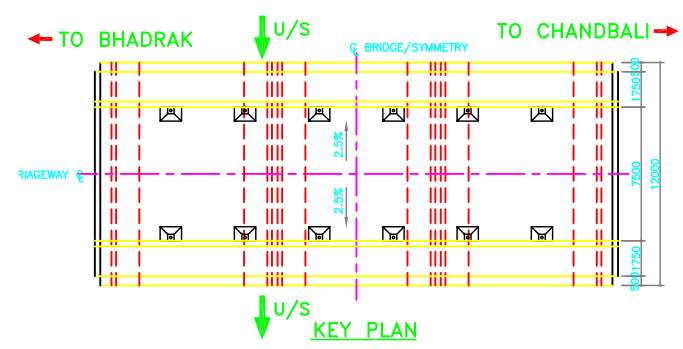 TO BHADRAK
U/S
TO CHANDBALI
℄ BRIDGE/SYMMETRY
500
1750
2.5%
RIAGEWAY ℄
7500
12000
2.5%
1750
500
U/S
KEY PLAN